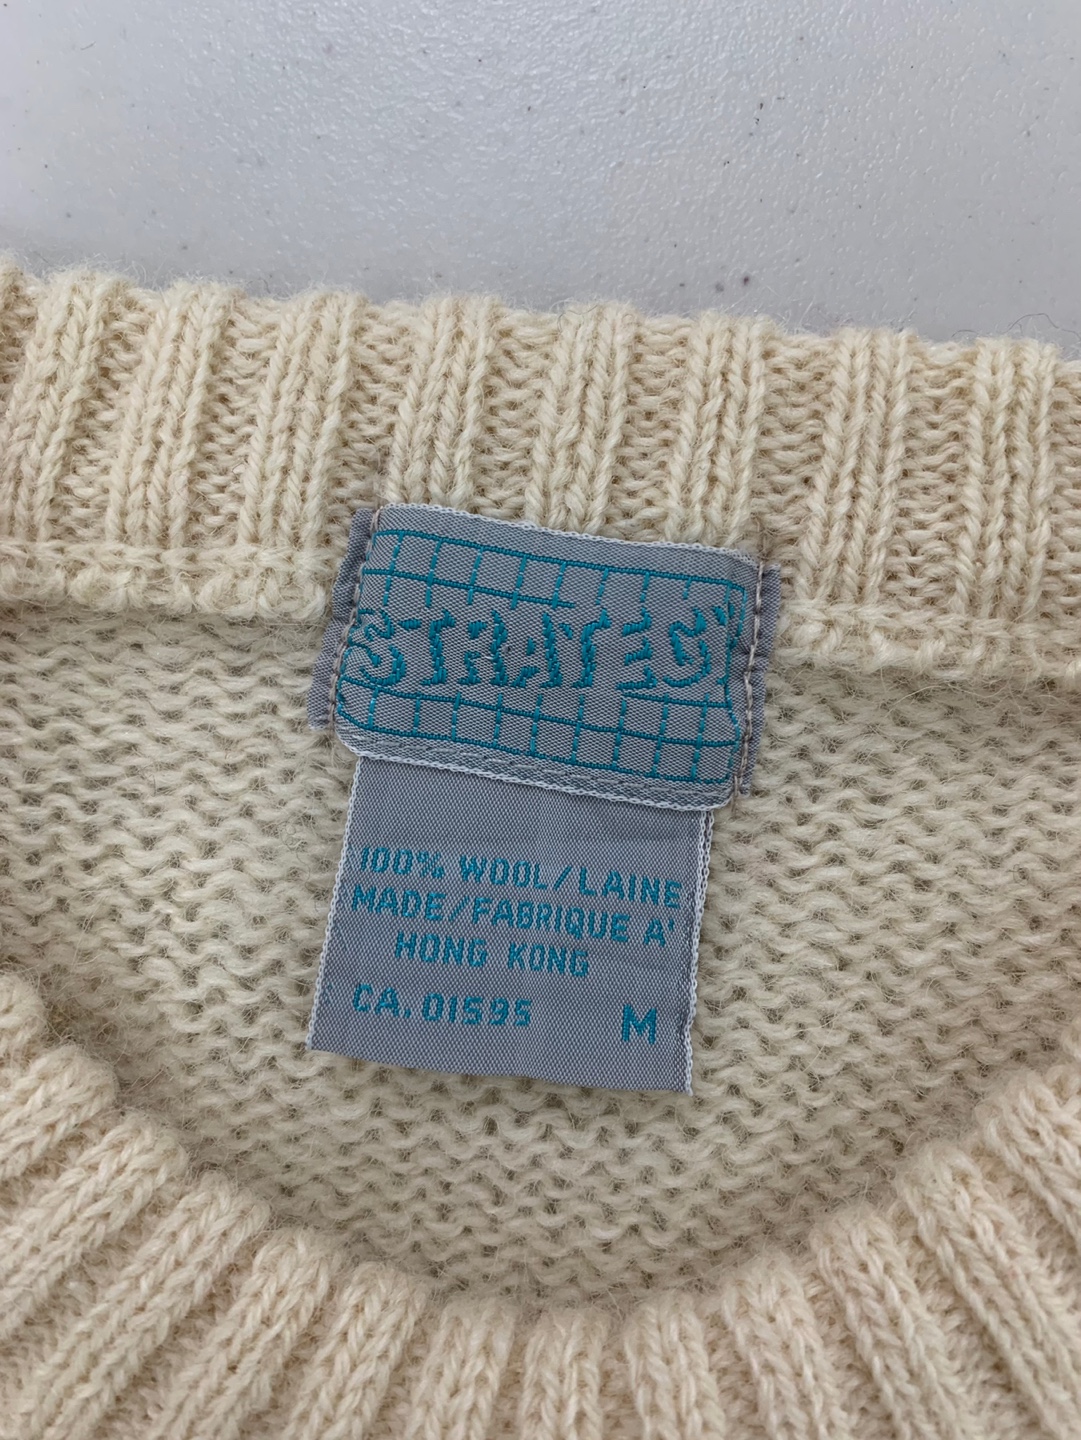 STRATEGY
100% WOOL/LAINE
MADE/FABRIQUE A'
HONG KONG
CA. 01595 M